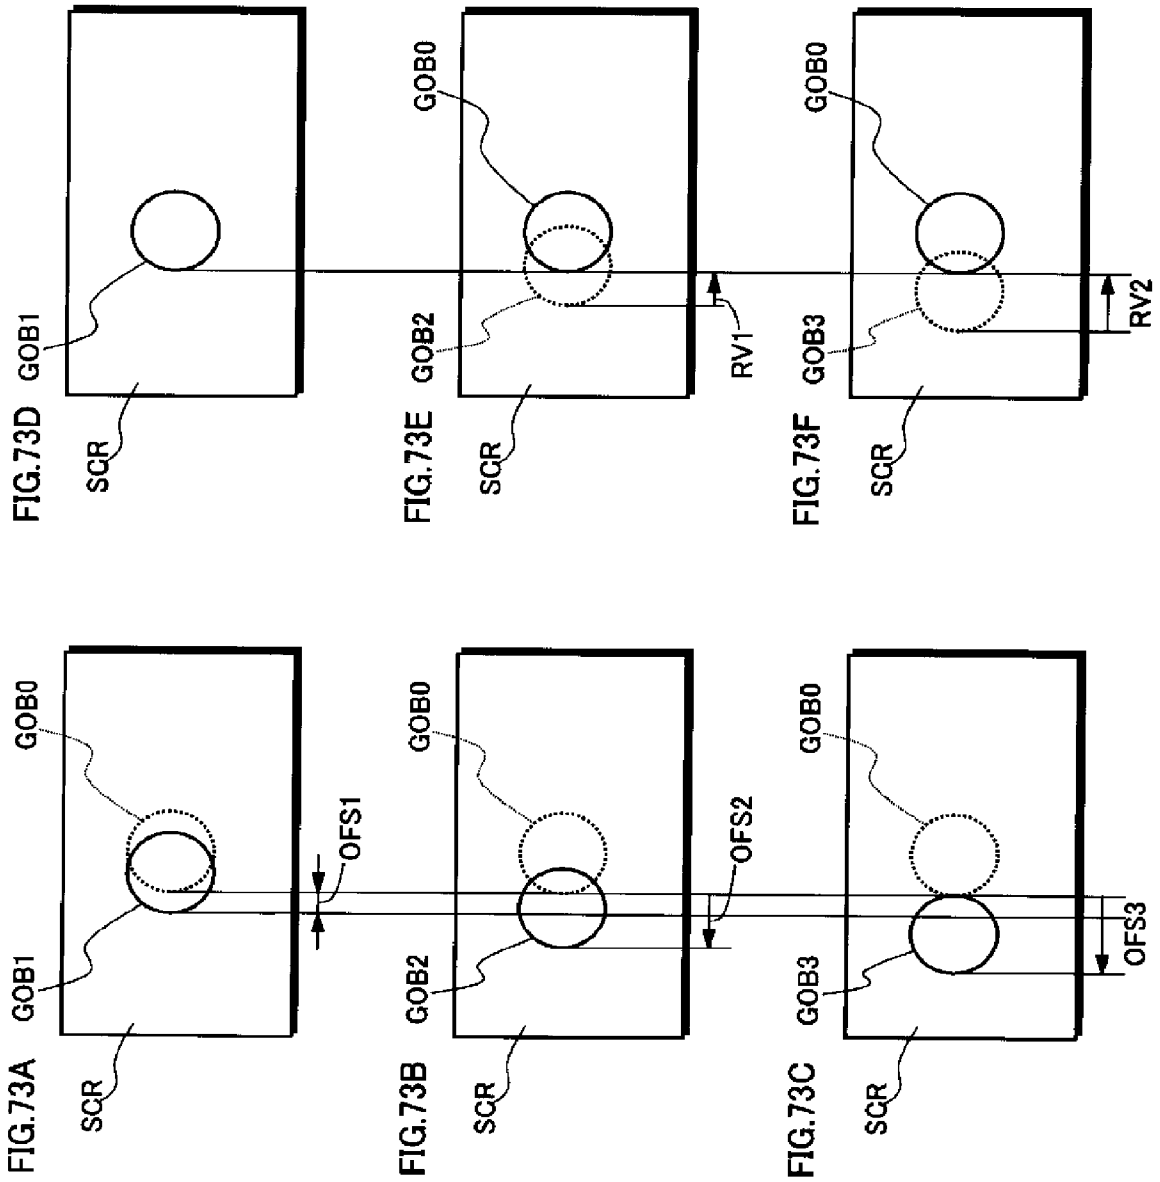 FIG.73A
SCR
GOB1
GOB0
OFS1
FIG.73B
SCR
GOB2
GOB0
OFS2
FIG.73C
SCR
GOB3
GOB0
OFS3
FIG.73D
SCR
GOB1
FIG.73E
SCR
GOB2
GOB0
RV1
FIG.73F
SCR
GOB3
GOB0
RV2